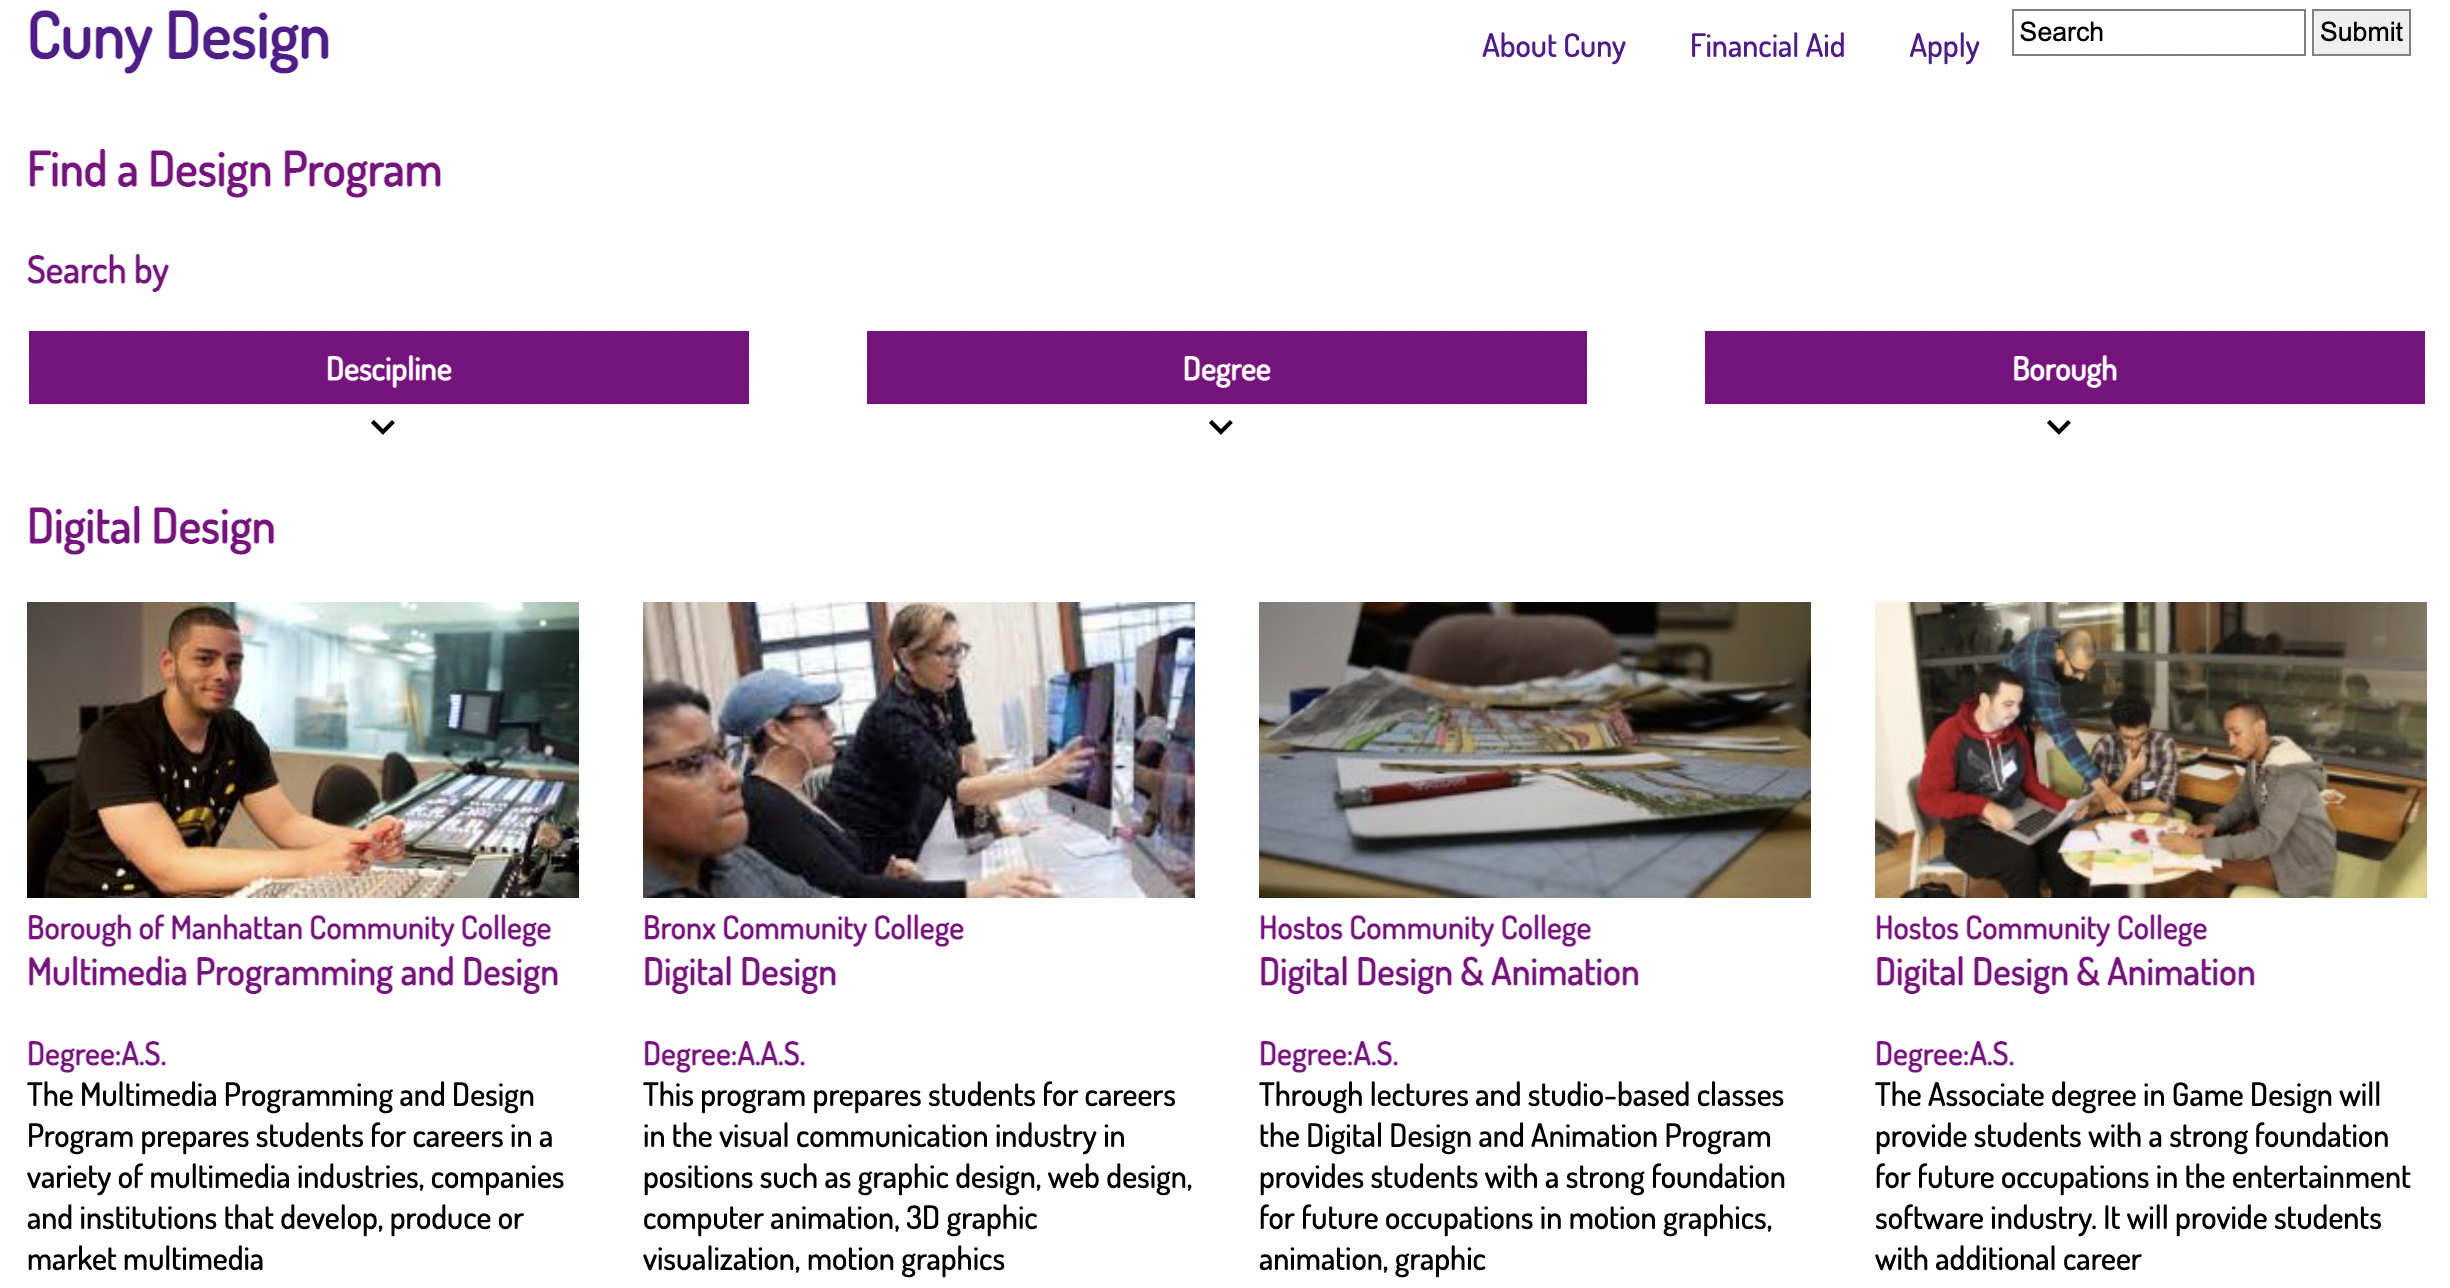 Cuny Design
About Cuny
Financial Aid
Apply
Search
Submit
Find a Design Program
Search by
Descipline
Degree
Borough
Digital Design
Borough of Manhattan Community College
Multimedia Programming and Design
Degree:A.S.
The Multimedia Programming and Design
Program prepares students for careers in a
variety of multimedia industries, companies
and institutions that develop, produce or
market multimedia
Bronx Community College
Digital Design
Degree:A.A.S.
This program prepares students for careers
in the visual communication industry in
positions such as graphic design, web design,
computer animation, 3D graphic
visualization, motion graphics
Hostos Community College
Digital Design & Animation
Degree:A.S.
Through lectures and studio-based classes
the Digital Design and Animation Program
provides students with a strong foundation
for future occupations in motion graphics,
animation, graphic
Hostos Community College
Digital Design & Animation
Degree:A.S.
The Associate degree in Game Design will
provide students with a strong foundation
for future occupations in the entertainment
software industry. It will provide students
with additional career